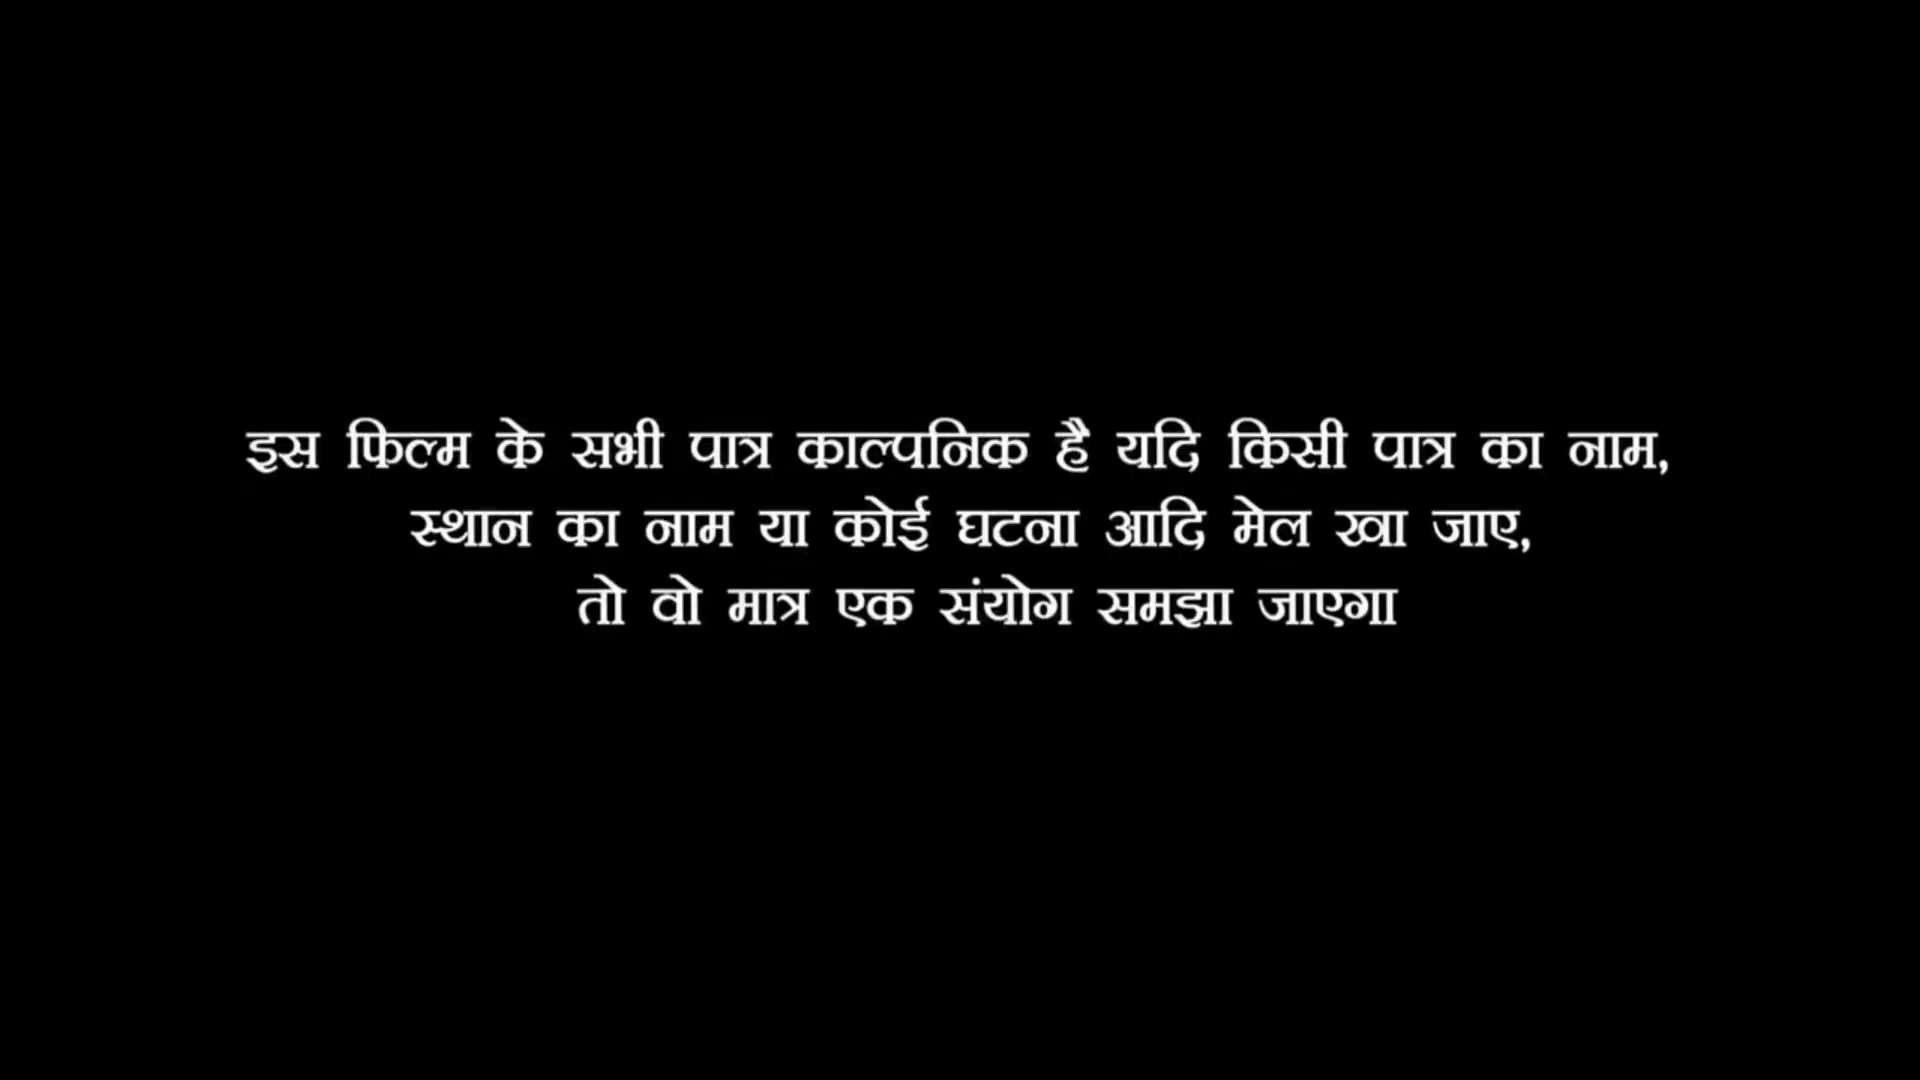 इस फिल्म के सभी पात्र काल्पनिक है यदि किसी पात्र का नाम,
स्थान का नाम या कोई घटना आदि मेल खा जाए,
तो वो मात्र एक संयोग समझा जाएगा